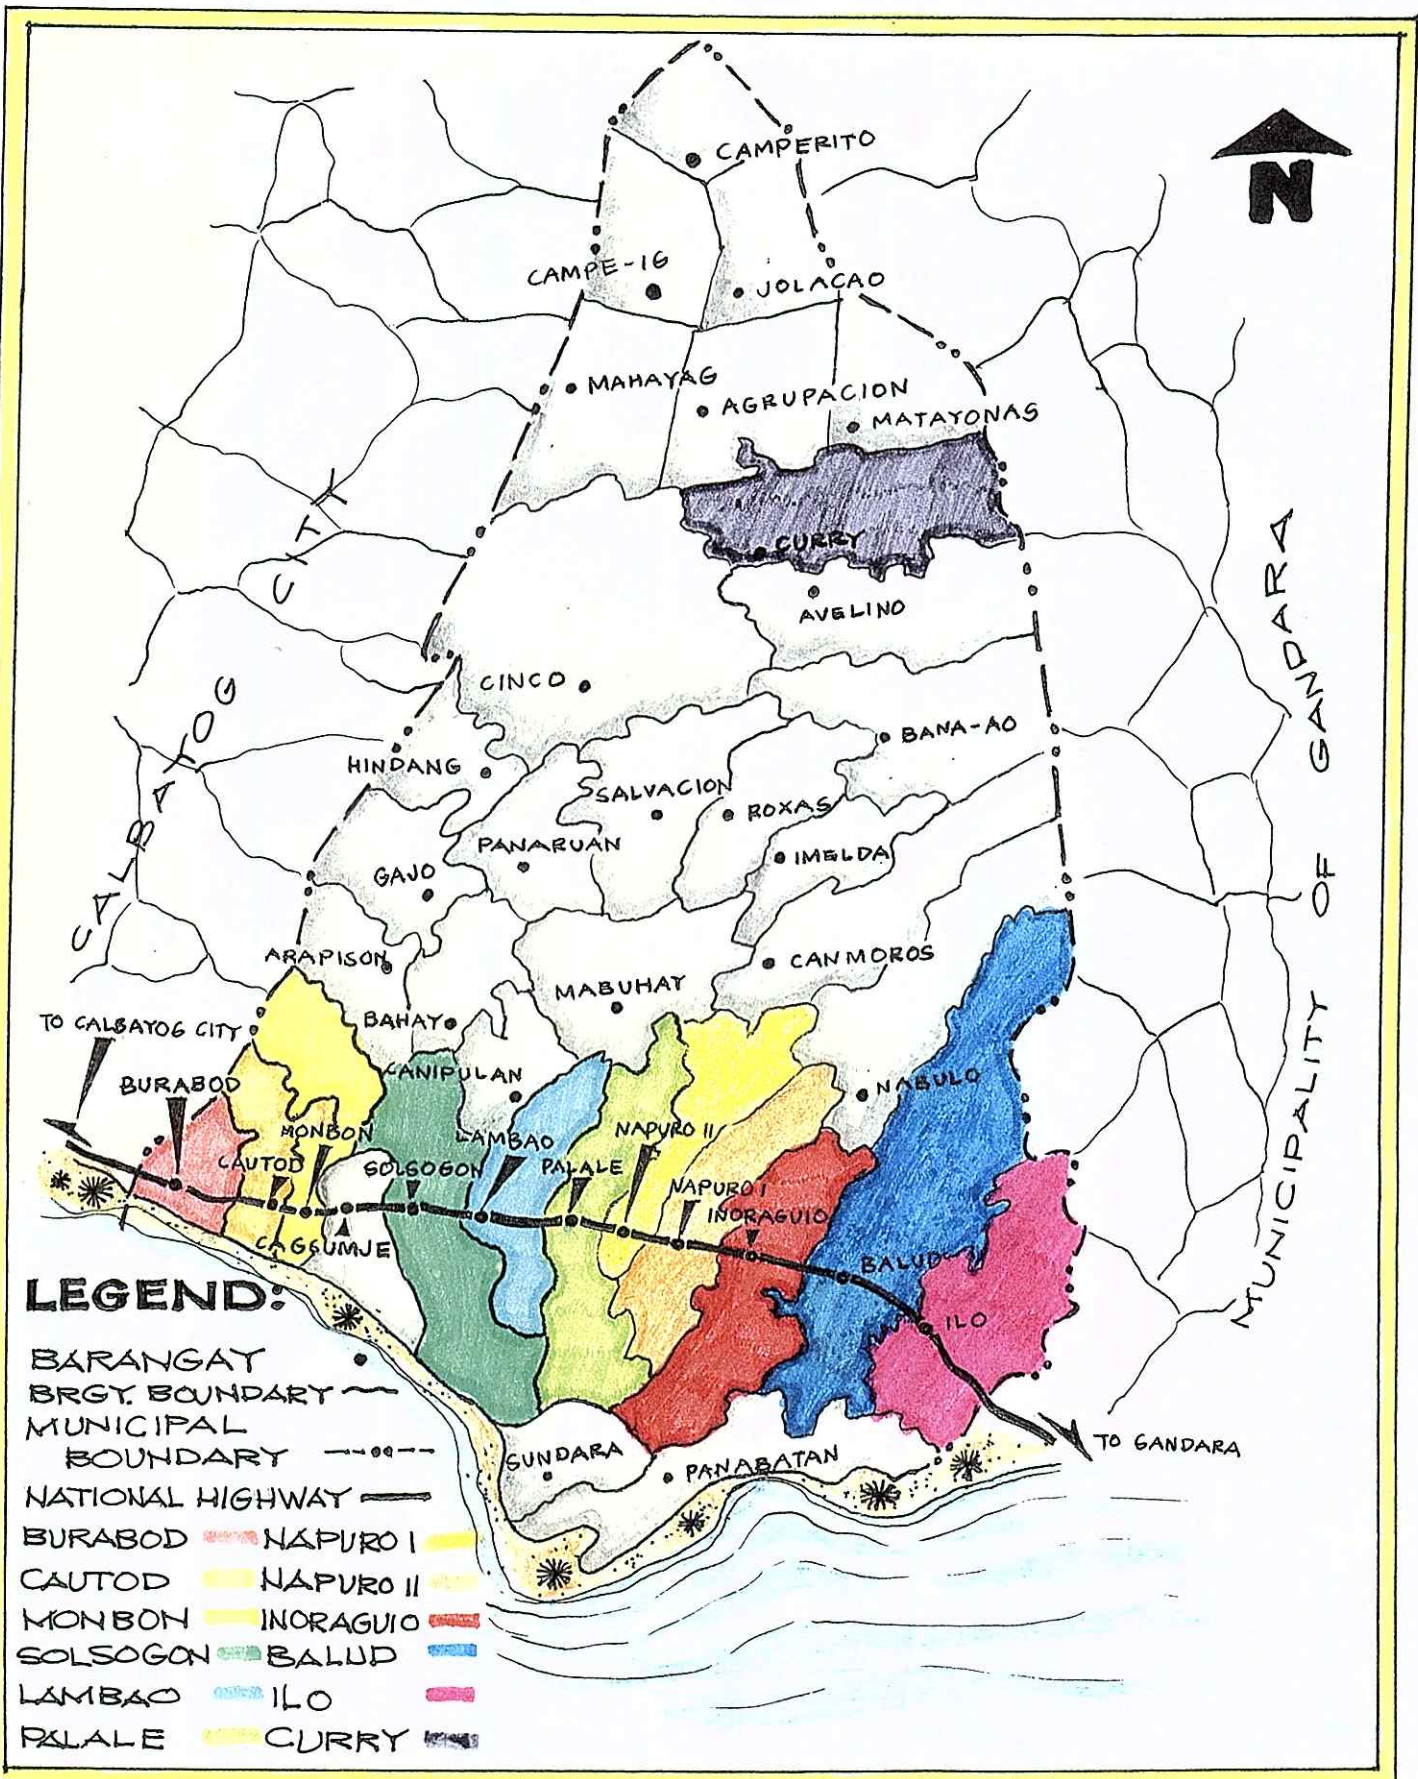 N
CAMPERITO
CAMPE-IG
JOLACAO
MAHAYAG
AGRUPACION
MATAYONAS
CURRY
AVELINO
CINCO
BANA-AO
HINDANG
SALVACION
ROXAS
PANARUAN
IMELDA
GAJO
ARAPISON
CANMOROS
MABUHAY
BAHAY
CANIPULAN
NABULO
CALBAYOG CITY
MUNICIPALITY OF GANDARA
TO CALBAYOG CITY
BURABOD
MONBON
LAMBAO
NAPURO II
CAUTOD
SOLSOGON
PALALE
NAPURO I
INORAGUIO
CAGSUMJE
BALUD
ILO
TO GANDARA
SUNDARA
PANABATAN
LEGEND:
BARANGAY
BRGY. BOUNDARY
MUNICIPAL
BOUNDARY
NATIONAL HIGHWAY
BURABOD NAPURO I
CAUTOD NAPURO II
MONBON INORAGUIO
SOLSOGON BALUD
LAMBAO ILO
PALALE CURRY